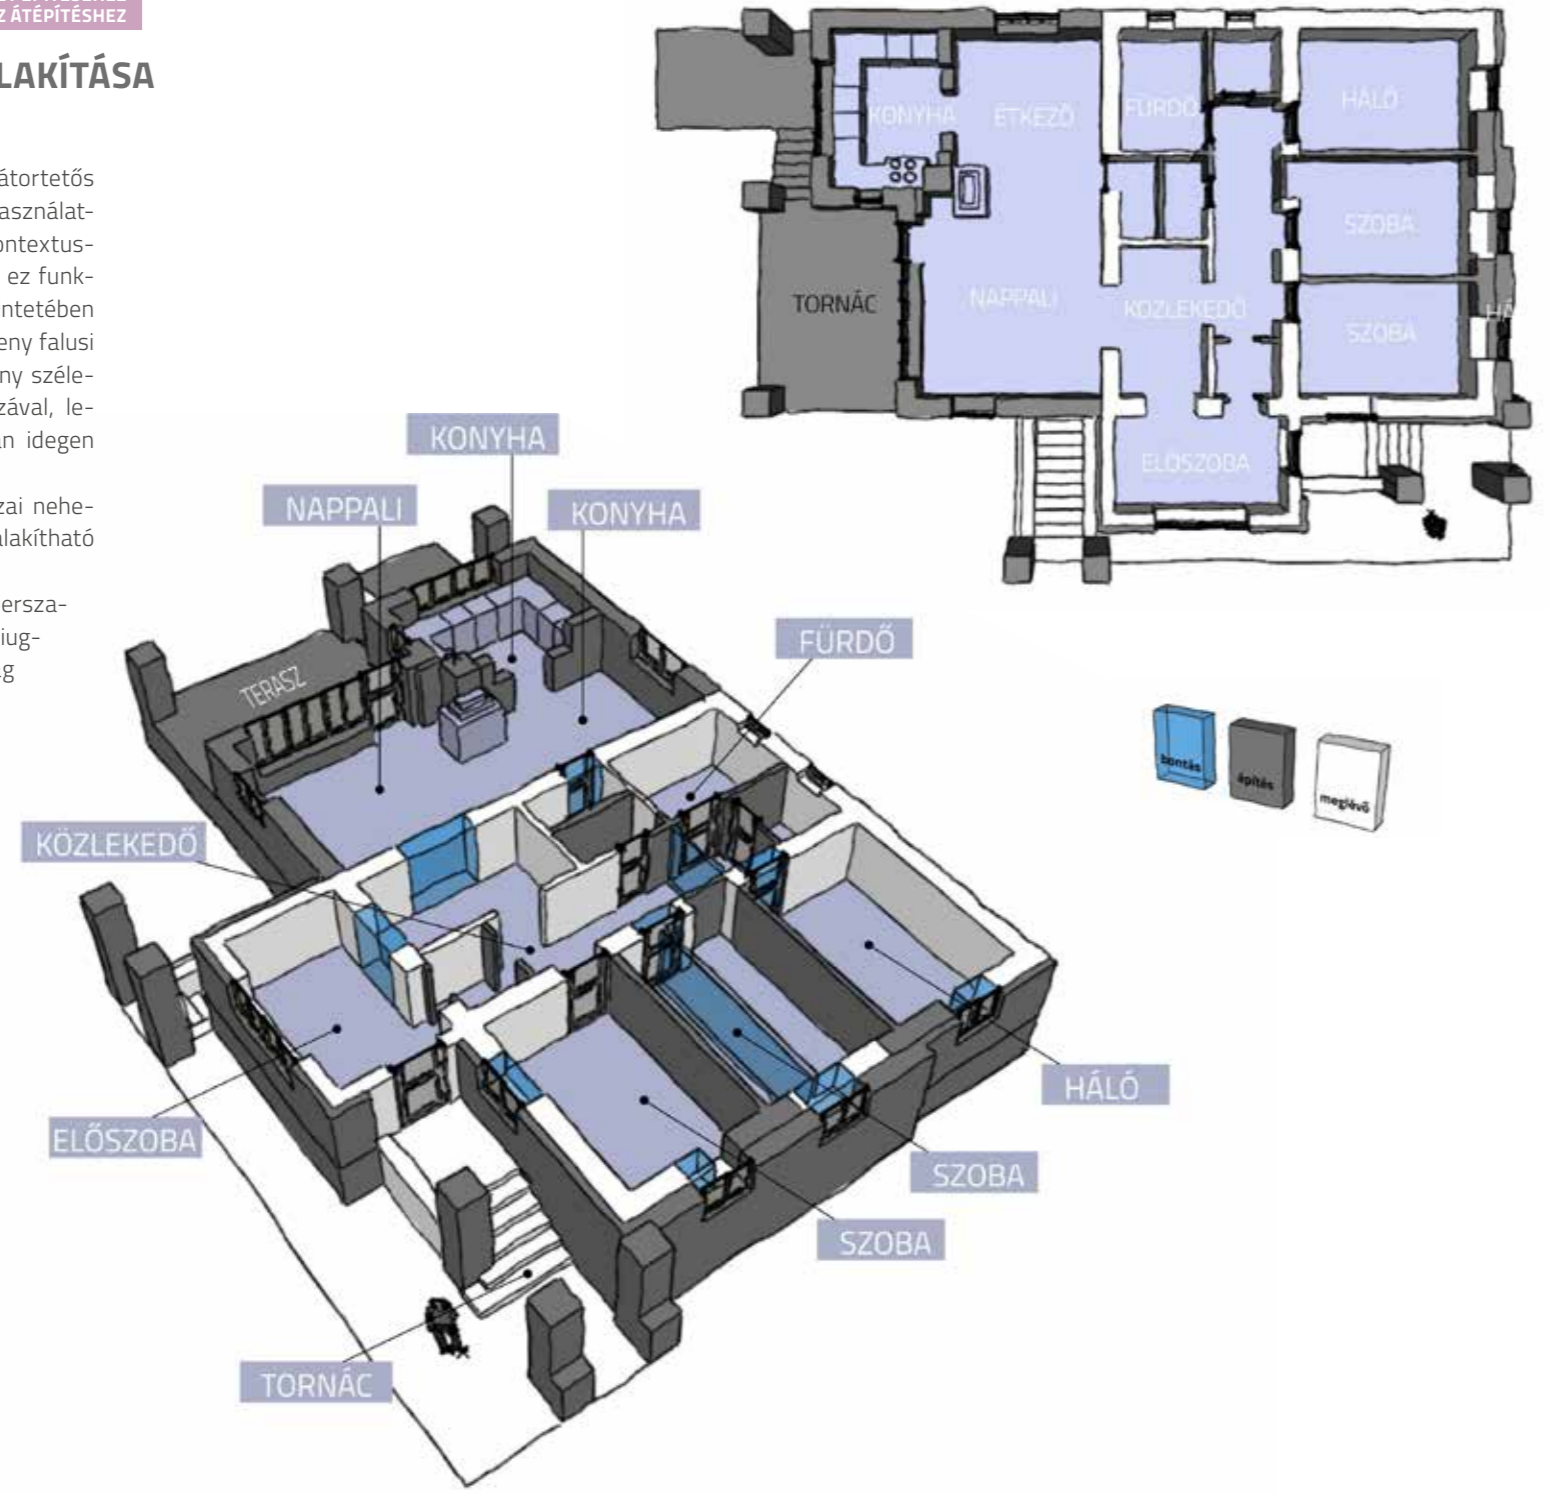 Z ÁTÉPÍTÉSHEZ
LAKÍTÁSA
átortetős
asználat-
ontextus-
ez funk-
ntetében
eny falusi
ny széle-
zával, le-
n idegen
zai nehe-
alakítható
ersza-
iug-
g
KONYHA
ÉTKEZŐ
FÜRDŐ
HÁLÓ
SZOBA
TORNÁC
NAPPALI
KÖZLEKEDŐ
SZOBA
HÁ
ELŐSZOBA
KONYHA
NAPPALI
KONYHA
FÜRDŐ
TERASZ
bontás
építés
meglévő
KÖZLEKEDŐ
HÁLÓ
ELŐSZOBA
SZOBA
SZOBA
TORNÁC